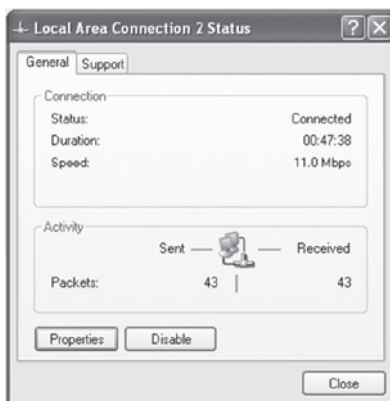 Local Area Connection 2 Status
General Support
Connection
Status: Connected
Duration: 00:47:38
Speed: 11.0 Mbps
Activity
Sent — — Received
Packets: 43 | 43
Properties Disable
Close